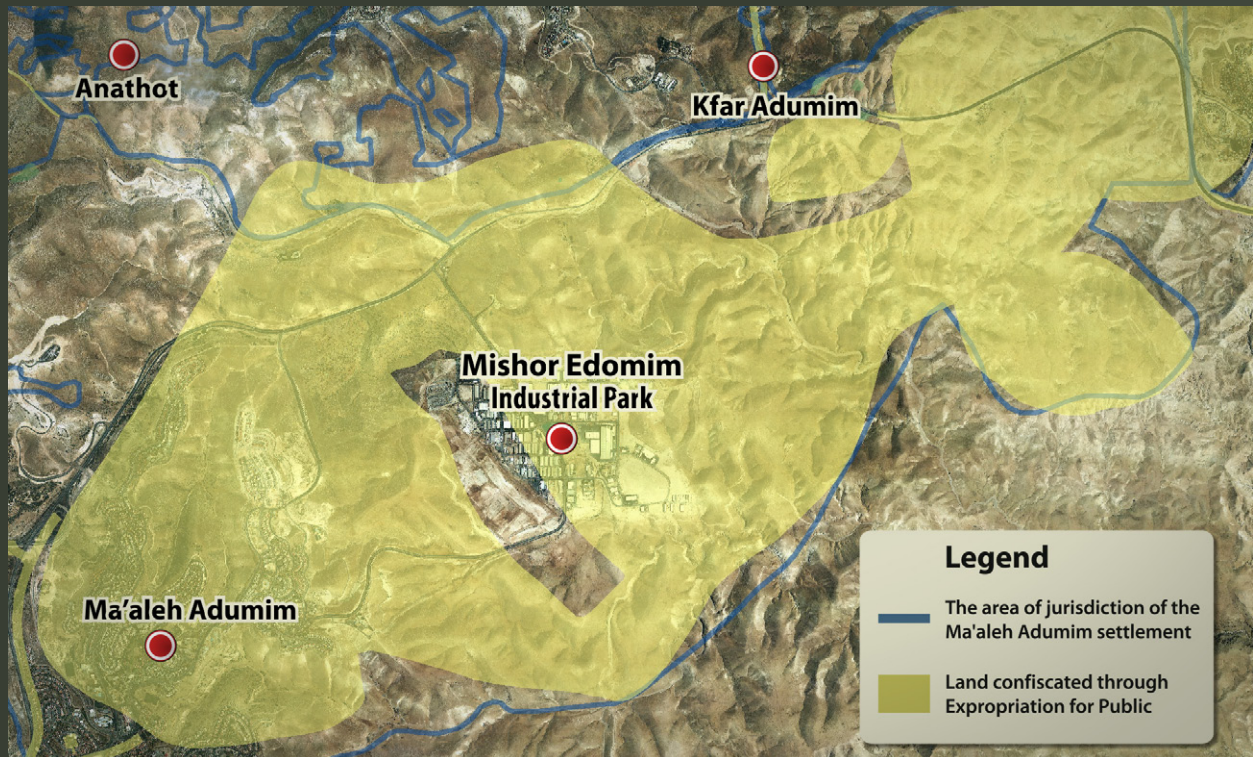 Anathot
Kfar Adumim
Mishor Edomim
Industrial Park
Ma'aleh Adumim
Legend
The area of jurisdiction of the
Ma'aleh Adumim settlement
Land confiscated through
Expropriation for Public